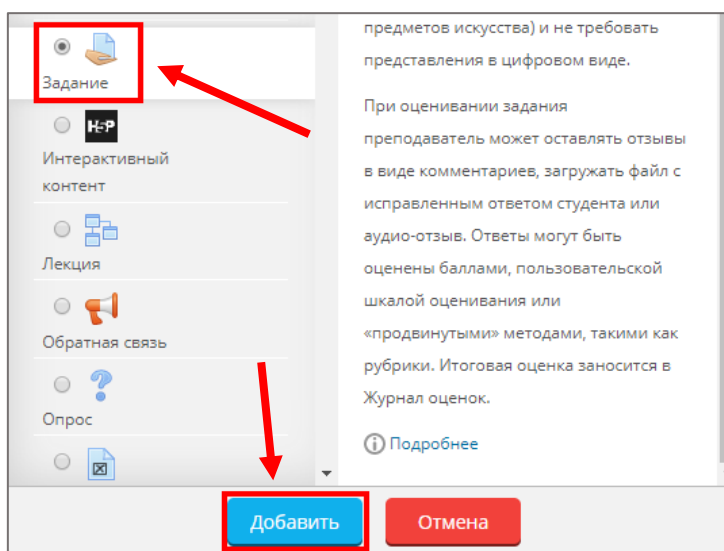 Задание
H-P
Интерактивный
контент
Лекция
Обратная связь
Опрос
предметов искусства) и не требовать
представления в цифровом виде.
При оценивании задания
преподаватель может оставлять отзывы
в виде комментариев, загружать файл с
исправленным ответом студента или
аудио-отзыв. Ответы могут быть
оценены баллами, пользовательской
шкалой оценивания или
«продвинутыми» методами, такими как
рубрики. Итоговая оценка заносится в
Журнал оценок.
Подробнее
Добавить
Отмена